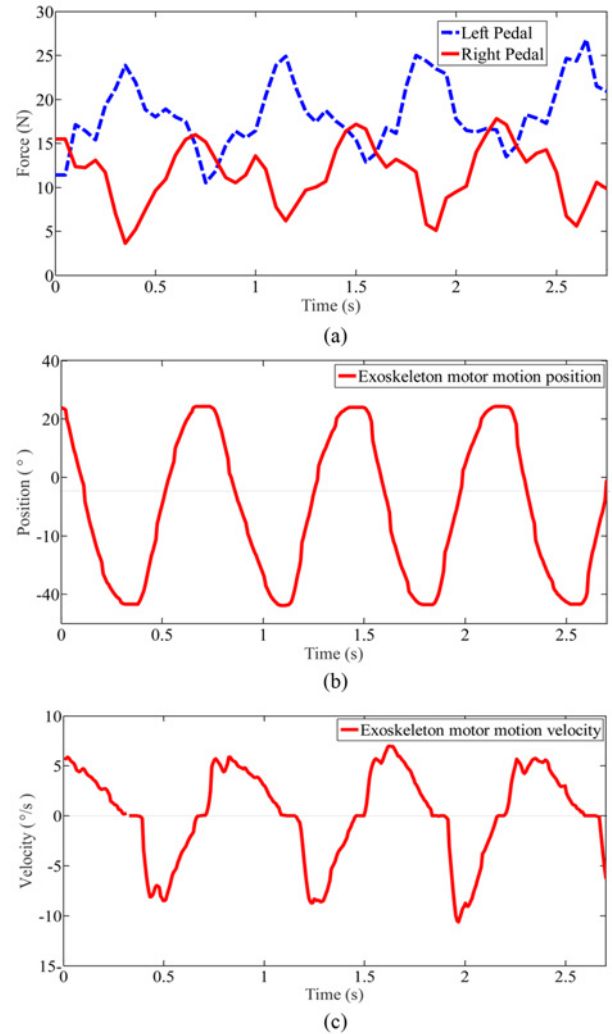 30
25
20
15
10
5
0
Force (N)
Left Pedal
Right Pedal
0 0.5 1 1.5 2 2.5
Time (s)
(a)
40
20
0
-10
-40
Position ( ° )
Exoskeleton motor motion position
0 0.5 1 1.5 2 2.5
Time (s)
(b)
10
5
0
-5
-10
15-
Velocity ( °/s )
Exoskeleton motor motion velocity
0 0.5 1 1.5 2 2.5
Time (s)
(c)